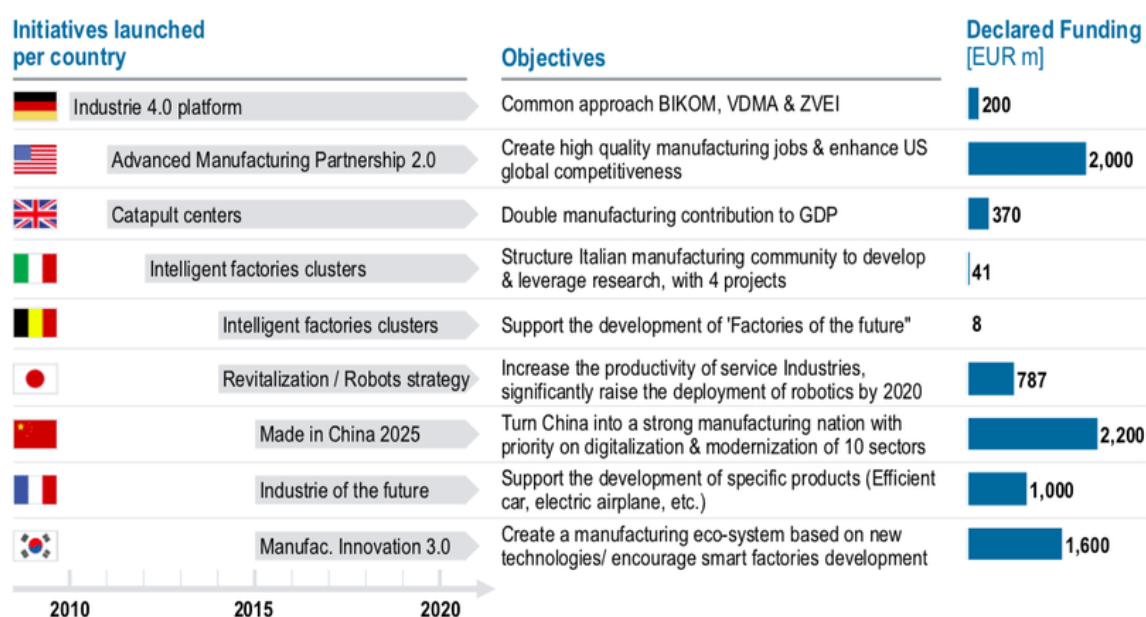 Initiatives launched
per country
Objectives
Declared Funding
[EUR m]
Industrie 4.0 platform
Common approach BIKOM, VDMA & ZVEI
200
Advanced Manufacturing Partnership 2.0
Create high quality manufacturing jobs & enhance US
global competitiveness
2,000
Catapult centers
Double manufacturing contribution to GDP
370
Intelligent factories clusters
Structure Italian manufacturing community to develop
& leverage research, with 4 projects
41
Intelligent factories clusters
Support the development of 'Factories of the future"
8
Revitalization / Robots strategy
Increase the productivity of service Industries,
significantly raise the deployment of robotics by 2020
787
Made in China 2025
Turn China into a strong manufacturing nation with
priority on digitalization & modernization of 10 sectors
2,200
Industrie of the future
Support the development of specific products (Efficient
car, electric airplane, etc.)
1,000
Manufac. Innovation 3.0
Create a manufacturing eco-system based on new
technologies/ encourage smart factories development
1,600
2010
2015
2020